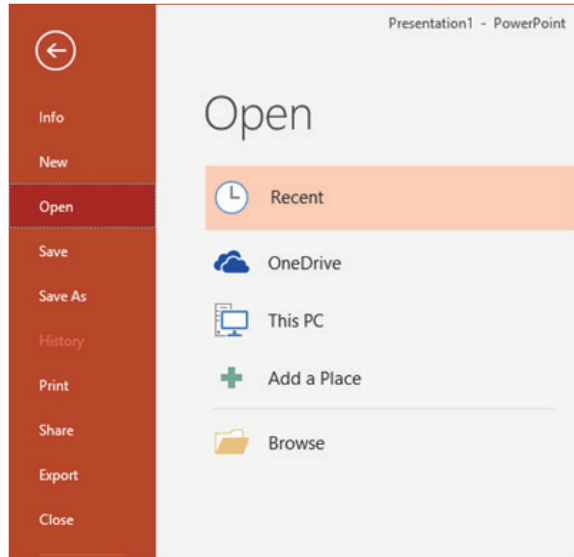 Presentation1 - PowerPoint
Info
New
Open
Save
Save As
History
Print
Share
Export
Close
Open
Recent
OneDrive
This PC
Add a Place
Browse